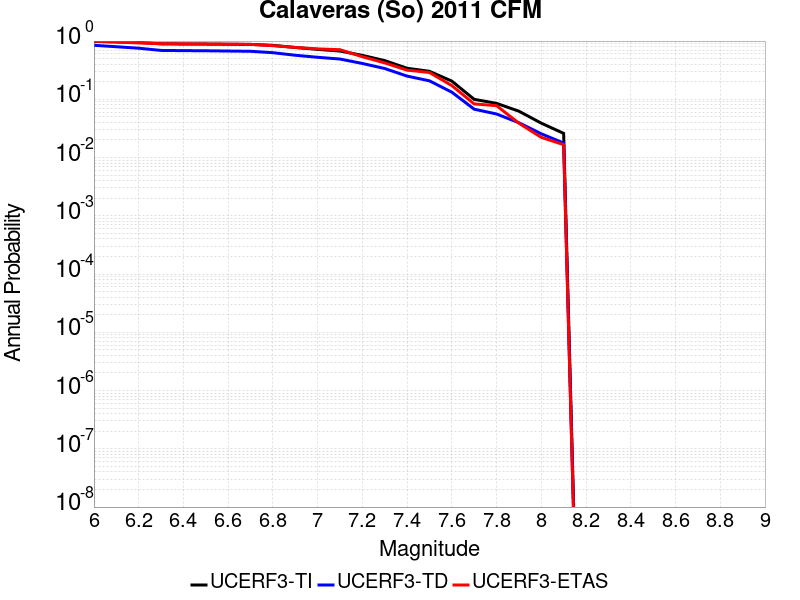 Calaveras (So) 2011 CFM
Annual Probability
10^0
10^-1
10^-2
10^-3
10^-4
10^-5
10^-6
10^-7
10^-8
6 6.2 6.4 6.6 6.8 7 7.2 7.4 7.6 7.8 8 8.2 8.4 8.6 8.8 9
Magnitude
UCERF3-TI UCERF3-TD UCERF3-ETAS